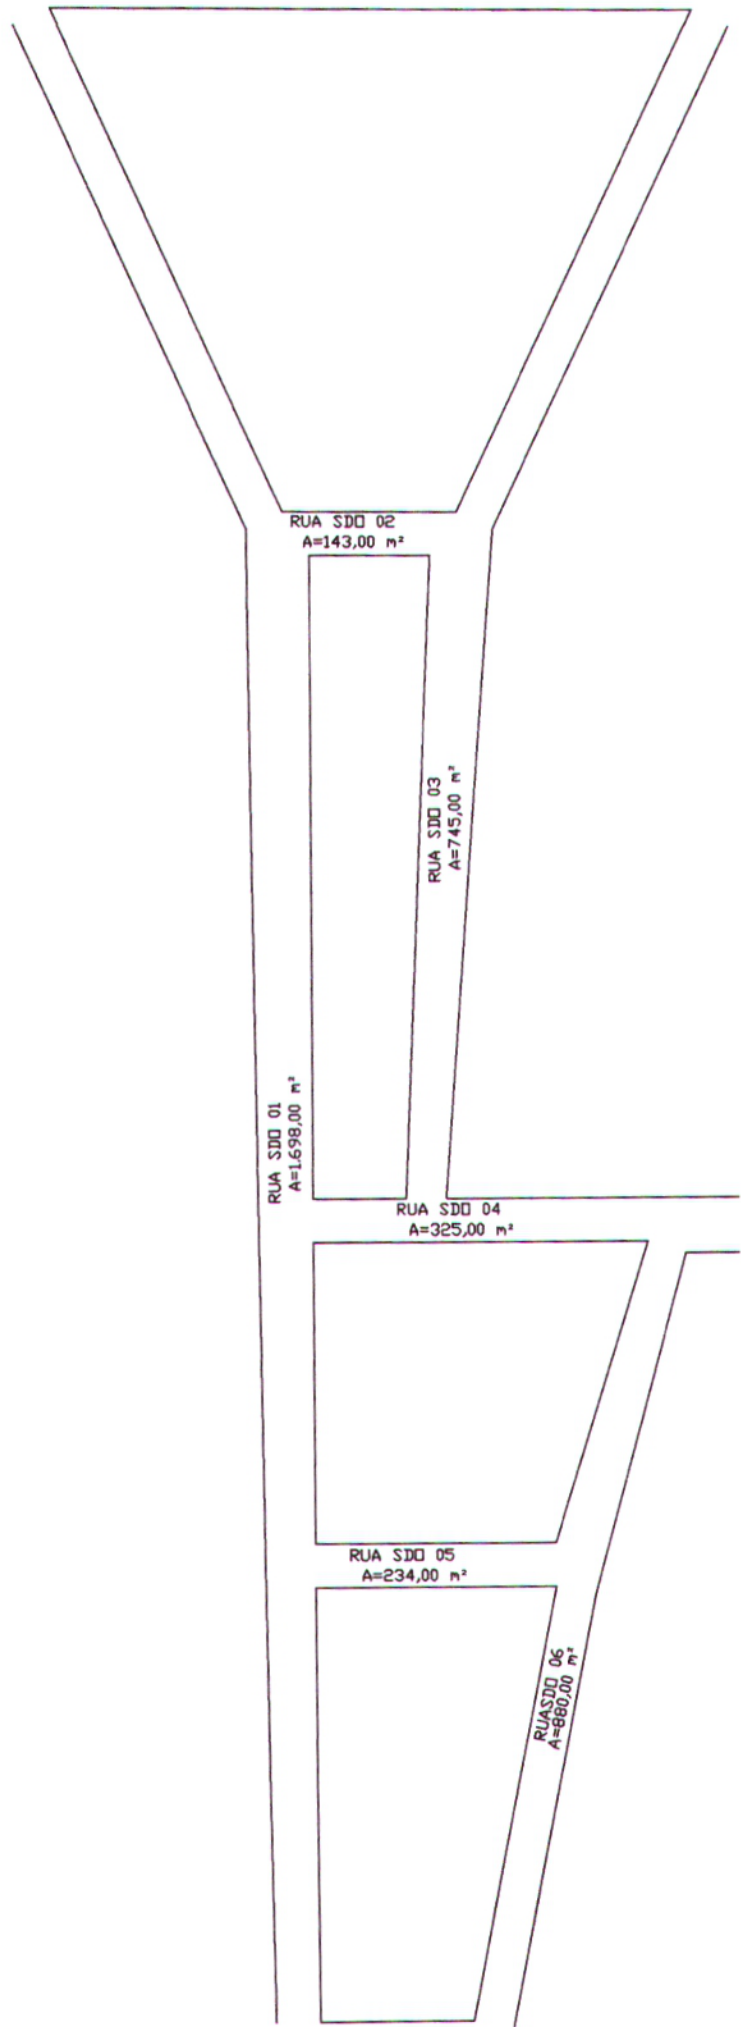 RUA SDO 02
A=143,00 m²
RUA SDO 03
A=745,00 m²
RUA SDO 01
A=1.698,00 m²
RUA SDO 04
A=325,00 m²
RUA SDO 05
A=234,00 m²
RUASDO 06
A=880,00 m²